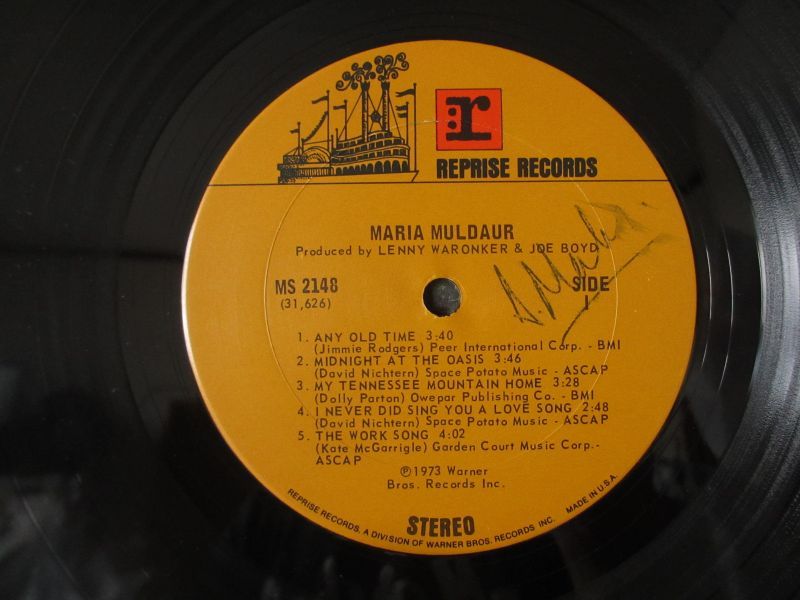 r
REPRISE RECORDS
MARIA MULDAUR
Produced by LENNY WARONKER & JOE BOYD
MS 2148
(31,626)
SIDE
1
1. ANY OLD TIME 3:40
(Jimmie Rodgers) Peer International Corp. - BMI
2. MIDNIGHT AT THE OASIS 3:46
(David Nichtern) Space Potato Music - ASCAP
3. MY TENNESSEE MOUNTAIN HOME 3:28
(Dolly Parton) Owepar Publishing Co. - BMI
4. I NEVER DID SING YOU A LOVE SONG 2:48
(David Nichtern) Space Potato Music - ASCAP
5. THE WORK SONG 4:02
(Kate McGarrigle) Garden Court Music Corp.-
ASCAP
℗1973 Warner
Bros. Records Inc.
STEREO
REPRISE RECORDS, A DIVISION OF WARNER BROS. RECORDS INC. MADE IN U.S.A.